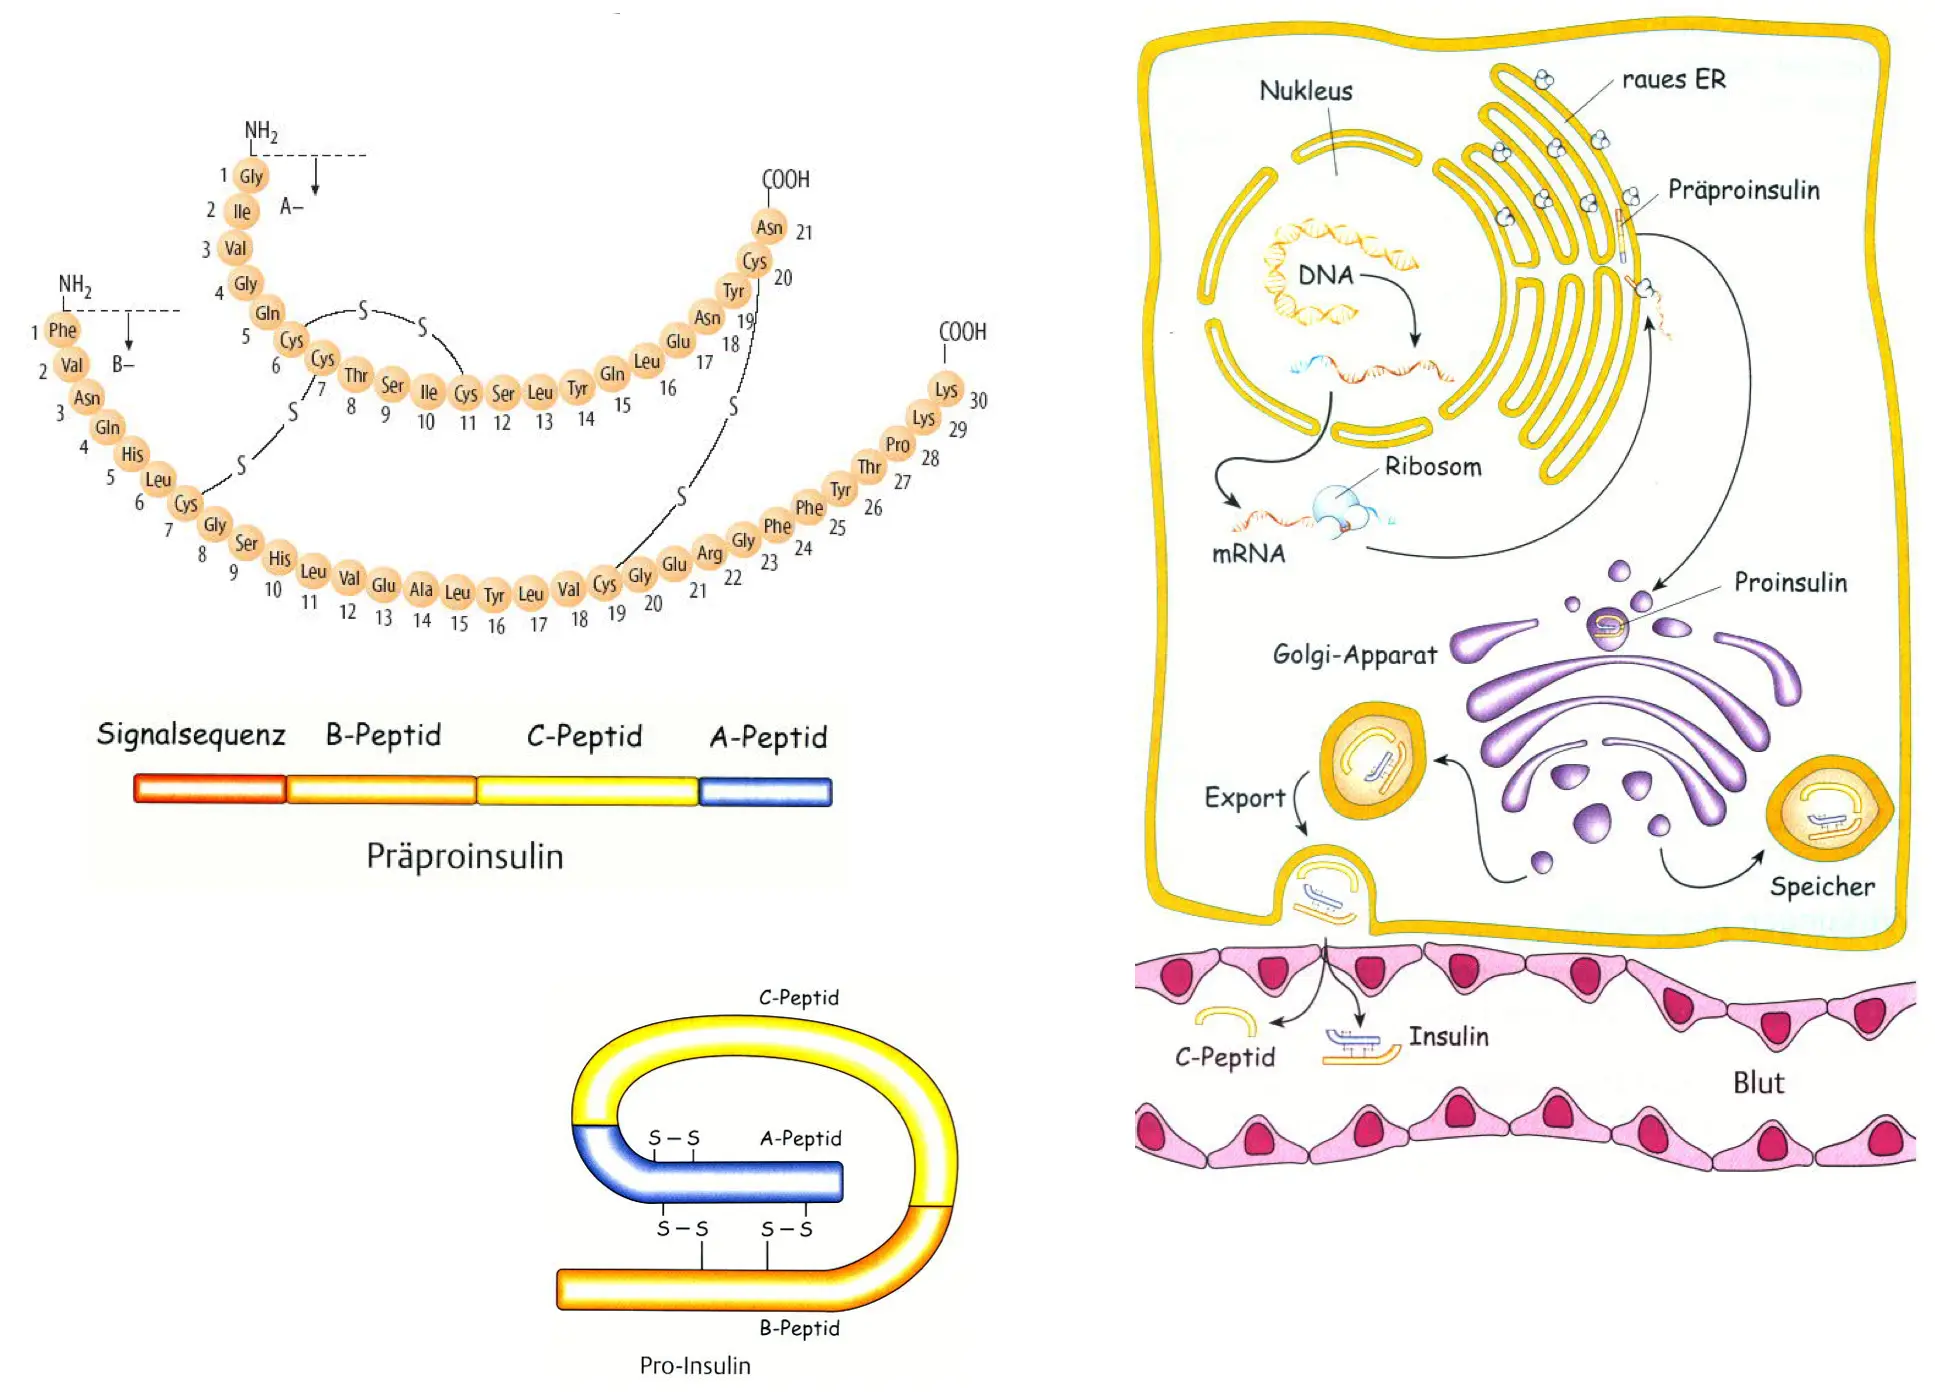 NH2
1 Gly
2 Ile
3 Val
4 Gly
5 Gln
6 Cys
7 Cys
8 Thr
9 Ser
10 Ile
11 Cys
12 Ser
13 Leu
14 Tyr
15 Gln
16 Leu
17 Glu
18 Asn
19 Tyr
20 Cys
21 Asn
COOH
A–
S
S
S
S
S
S
NH2
1 Phe
2 Val
3 Asn
4 Gln
5 His
6 Leu
7 Cys
8 Gly
9 Ser
10 His
11 Leu
12 Val
13 Glu
14 Ala
15 Leu
16 Tyr
17 Leu
18 Val
19 Cys
20 Gly
21 Glu
22 Arg
23 Gly
24 Phe
25 Phe
26 Tyr
27 Thr
28 Pro
29 Lys
30 Lys
COOH
B–
Signalsequenz B-Peptid C-Peptid A-Peptid
Präproinsulin
C-Peptid
S – S A-Peptid
S – S S – S
B-Peptid
Pro-Insulin
Nukleus
raues ER
Präproinsulin
DNA
Ribosom
mRNA
Proinsulin
Golgi-Apparat
Export
Speicher
C-Peptid
Insulin
Blut